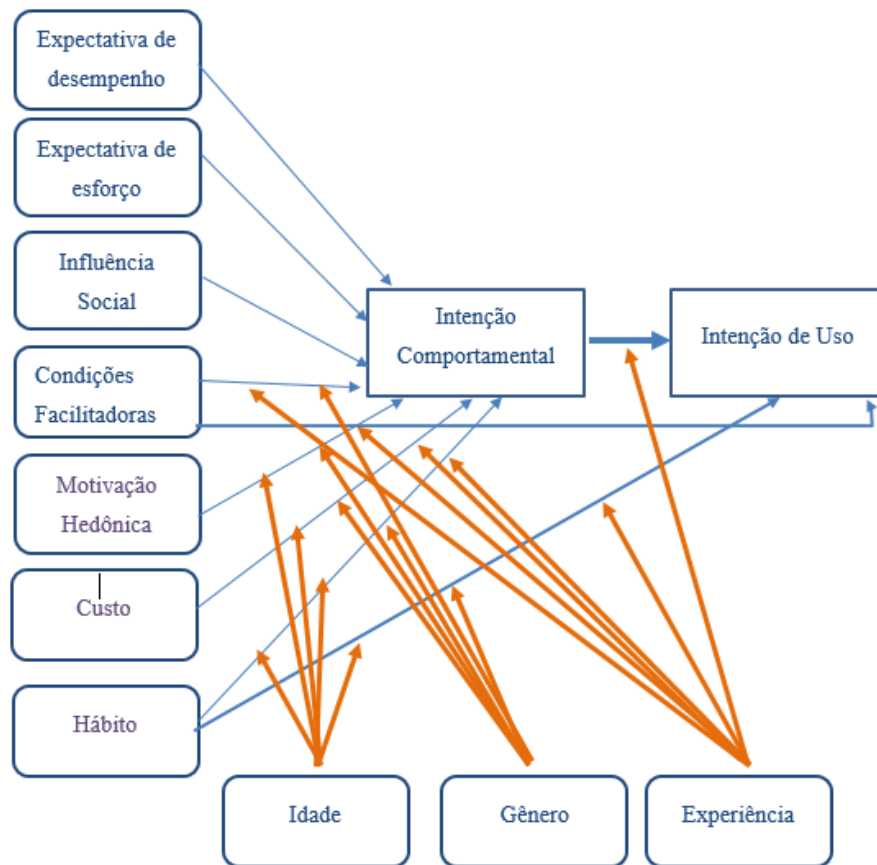 Expectativa de
desempenho
Expectativa de
esforço
Influência
Social
Condições
Facilitadoras
Motivação
Hedônica
Custo
Hábito
Intenção
Comportamental
Intenção de Uso
Idade
Gênero
Experiência